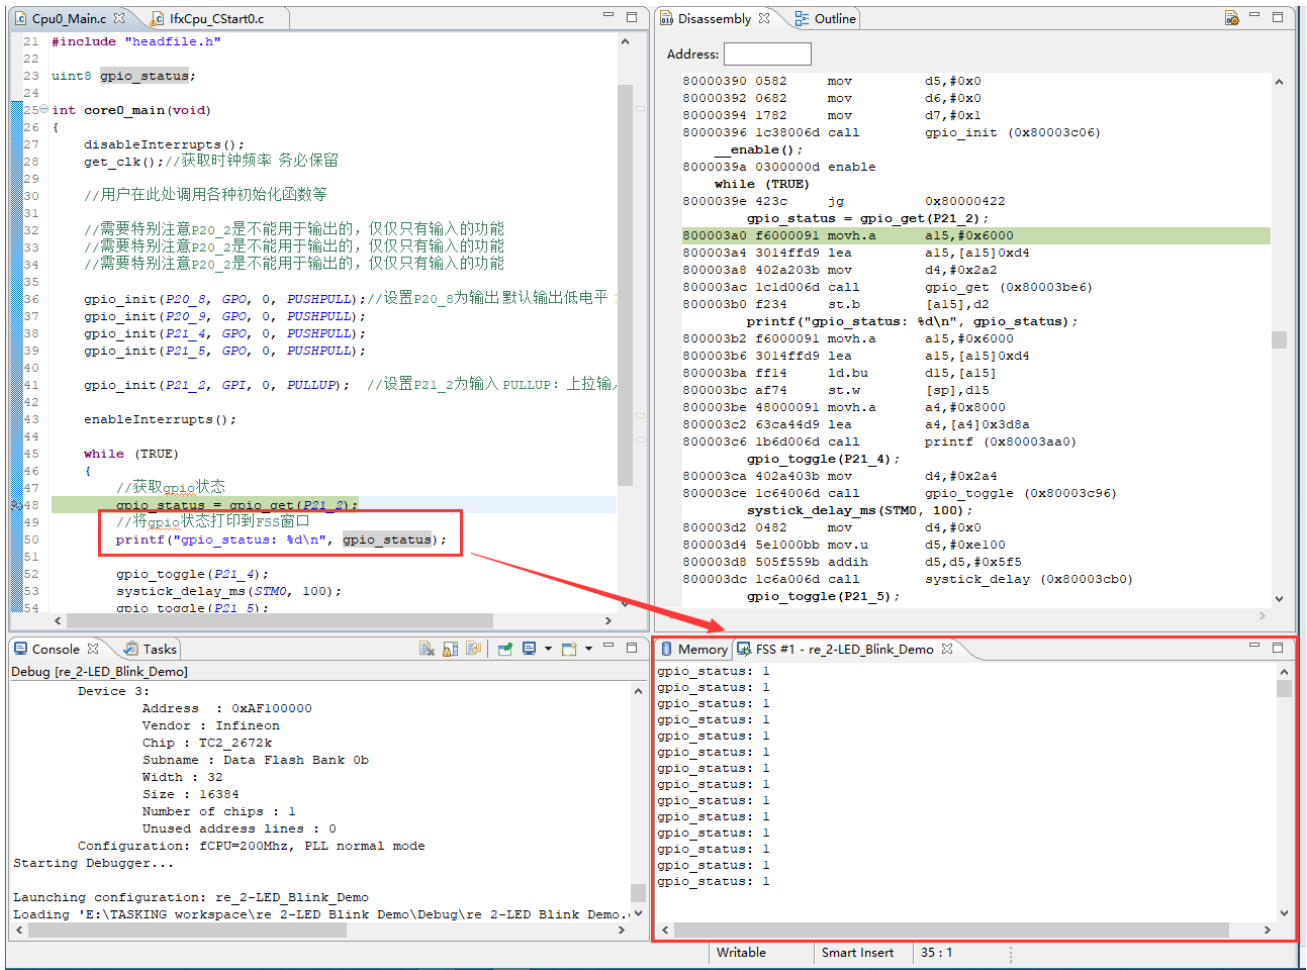 Cpu0_Main.c
IfxCpu_CStart0.c
21 #include "headfile.h"
22
23 uint8 gpio_status;
24
25 int core0_main(void)
26 {
27 disableInterrupts();
28 get_clk();//获取时钟频率 务必保留
29
30 //用户在此处调用各种初始化函数等
31
32 //需要特别注意P20_2是不能用于输出的，仅仅只有输入的功能
33 //需要特别注意P20_2是不能用于输出的，仅仅只有输入的功能
34 //需要特别注意P20_2是不能用于输出的，仅仅只有输入的功能
35
36 gpio_init(P20_8, GPO, 0, PUSHPULL);//设置P20_8为输出 默认输出低电平
37 gpio_init(P20_9, GPO, 0, PUSHPULL);
38 gpio_init(P21_4, GPO, 0, PUSHPULL);
39 gpio_init(P21_5, GPO, 0, PUSHPULL);
40
41 gpio_init(P21_2, GPI, 0, PULLUP); //设置P21_2为输入 PULLUP：上拉输入
42
43 enableInterrupts();
44
45 while (TRUE)
46 {
47 //获取gpio状态
48 gpio_status = gpio_get(P21_2);
49 //将gpio状态打印到FSS窗口
50 printf("gpio_status: %d\n", gpio_status);
51
52 gpio_toggle(P21_4);
53 systick_delay_ms(STM0, 100);
54 gpio_toggle(P21_5);
Disassembly
Outline
Address:
80000390 0582 mov d5,#0x0
80000392 0682 mov d6,#0x0
80000394 1782 mov d7,#0x1
80000396 1c38006d call gpio_init (0x80003c06)
__enable();
8000039a 0300000d enable
while (TRUE)
8000039e 423c jg 0x80000422
gpio_status = gpio_get(P21_2);
800003a0 f6000091 movh.a a15,#0x6000
800003a4 3014ffd9 lea a15,[a15]0xd4
800003a8 402a203b mov d4,#0x2a2
800003ac 1c1d006d call gpio_get (0x80003be6)
800003b0 f234 st.b [a15],d2
printf("gpio_status: %d\n", gpio_status);
800003b2 f6000091 movh.a a15,#0x6000
800003b6 3014ffd9 lea a15,[a15]0xd4
800003ba ff14 ld.bu d15,[a15]
800003bc af74 st.w [sp],d15
800003be 48000091 movh.a a4,#0x8000
800003c2 63ca44d9 lea a4,[a4]0x3d8a
800003c6 1b6d006d call printf (0x80003aa0)
gpio_toggle(P21_4);
800003ca 402a403b mov d4,#0x2a4
800003ce 1c64006d call gpio_toggle (0x80003c96)
systick_delay_ms(STM0, 100);
800003d2 0482 mov d4,#0x0
800003d4 5e1000bb mov.u d5,#0xe100
800003d8 505f559b addih d5,d5,#0x5f5
800003dc 1c6a006d call systick_delay (0x80003cb0)
gpio_toggle(P21_5);
Console
Tasks
Debug [re_2-LED_Blink_Demo]
Device 3:
Address : 0xAF100000
Vendor : Infineon
Chip : TC2_2672k
Subname : Data Flash Bank 0b
Width : 32
Size : 16384
Number of chips : 1
Unused address lines : 0
Configuration: fCPU=200Mhz, PLL normal mode
Starting Debugger...
Launching configuration: re_2-LED_Blink_Demo
Loading 'E:\TASKING workspace\re 2-LED Blink Demo\Debug\re 2-LED Blink Demo.
Memory
FSS #1 - re_2-LED_Blink_Demo
gpio_status: 1
gpio_status: 1
gpio_status: 1
gpio_status: 1
gpio_status: 1
gpio_status: 1
gpio_status: 1
gpio_status: 1
gpio_status: 1
gpio_status: 1
gpio_status: 1
gpio_status: 1
gpio_status: 1
gpio_status: 1
Writable
Smart Insert
35 : 1